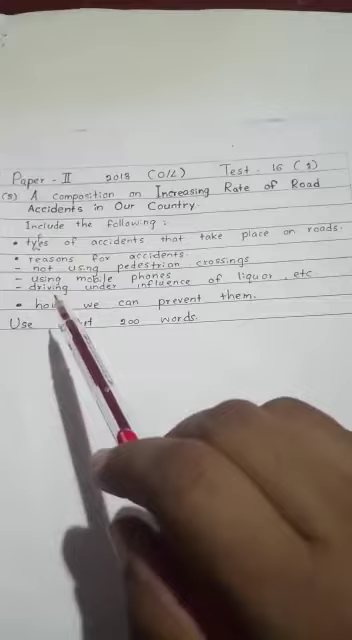 Paper - II 2018 (O/L) Test - 16 (2)
(2) A Composition on Increasing Rate of Road
Accidents in Our Country.
Include the following :
• types of accidents that take place on roads.
• reasons for accidents.
- not using pedestrian crossings
- using mobile phones
- driving under influence of liquor, etc
• how we can prevent them.
Use 200 words.